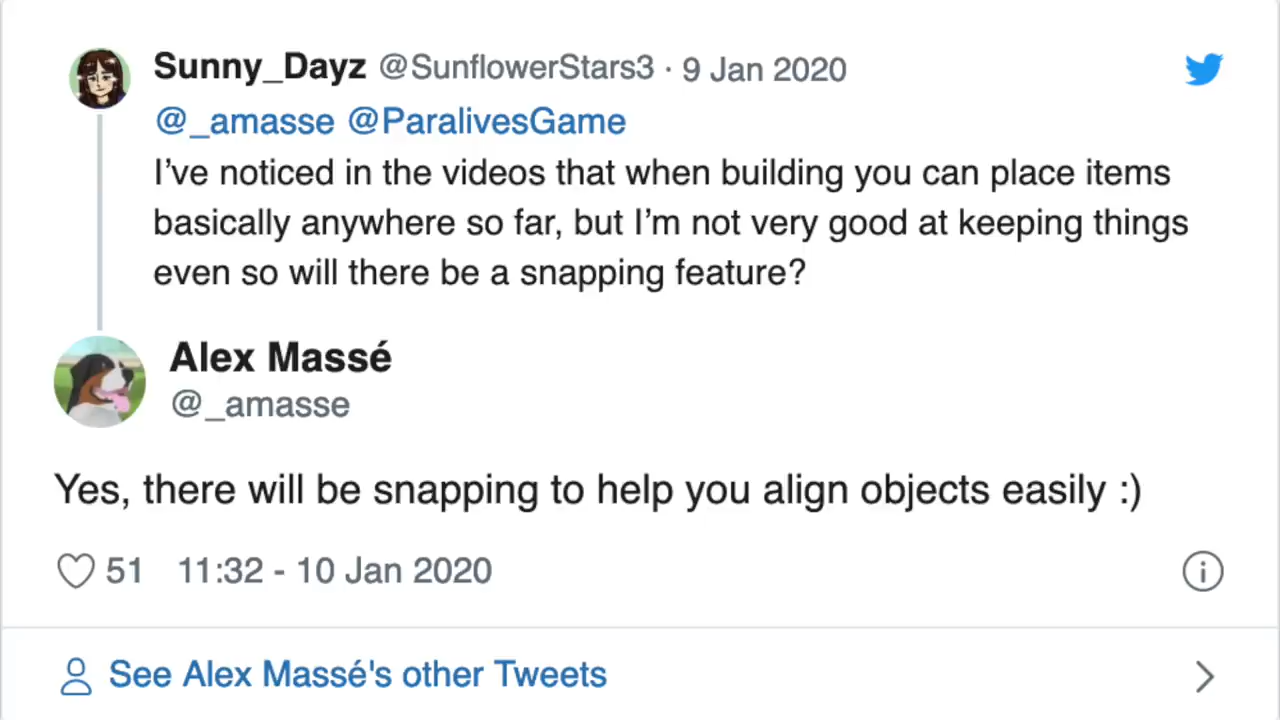 Sunny_Dayz @SunflowerStars3 · 9 Jan 2020
@_amasse @ParalivesGame
I’ve noticed in the videos that when building you can place items
basically anywhere so far, but I’m not very good at keeping things
even so will there be a snapping feature?
Alex Massé
@_amasse
Yes, there will be snapping to help you align objects easily :)
51 11:32 - 10 Jan 2020
See Alex Massé's other Tweets